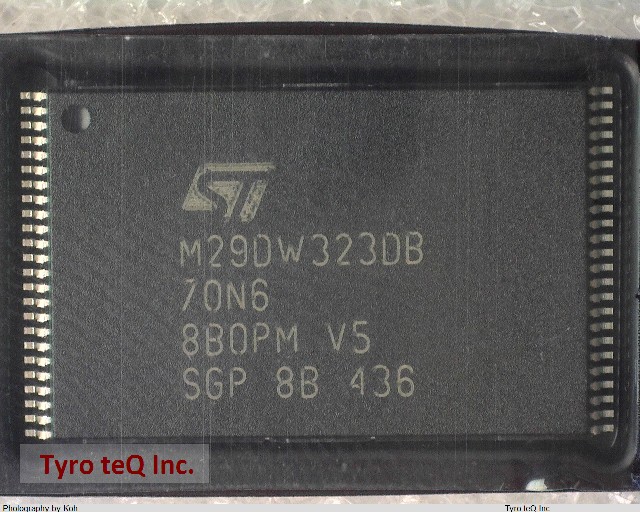 ST
M29DW323DB
70N6
8B0PM V5
SGP 8B 436
Tyro teQ Inc.
Photography by Koh
Tyro teQ Inc